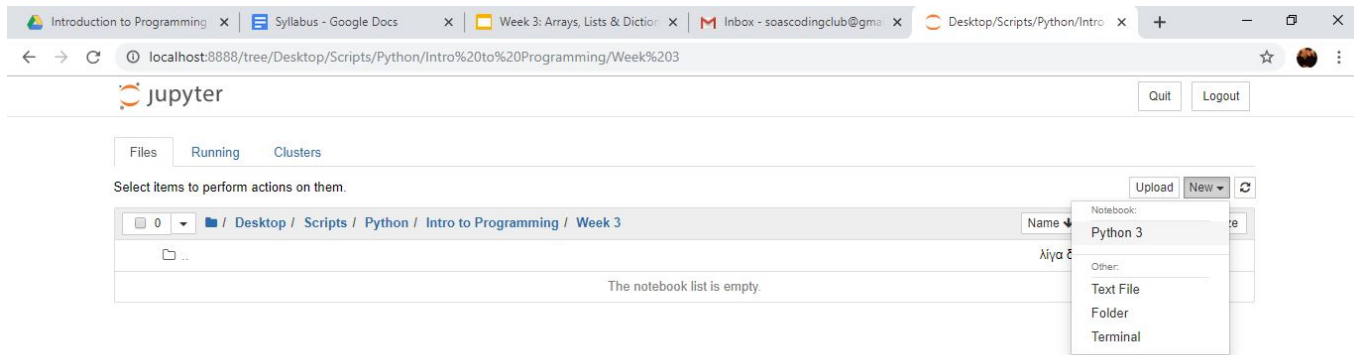 Introduction to Programming
Syllabus - Google Docs
Week 3: Arrays, Lists & Diction
Inbox - soascodingclub@gmai
Desktop/Scripts/Python/Intro
localhost:8888/tree/Desktop/Scripts/Python/Intro%20to%20Programming/Week%203
jupyter
Quit
Logout
Files
Running
Clusters
Select items to perform actions on them.
Upload
New
0
/ Desktop / Scripts / Python / Intro to Programming / Week 3
Name
ze
..
λίγα δ
The notebook list is empty.
Notebook:
Python 3
Other:
Text File
Folder
Terminal